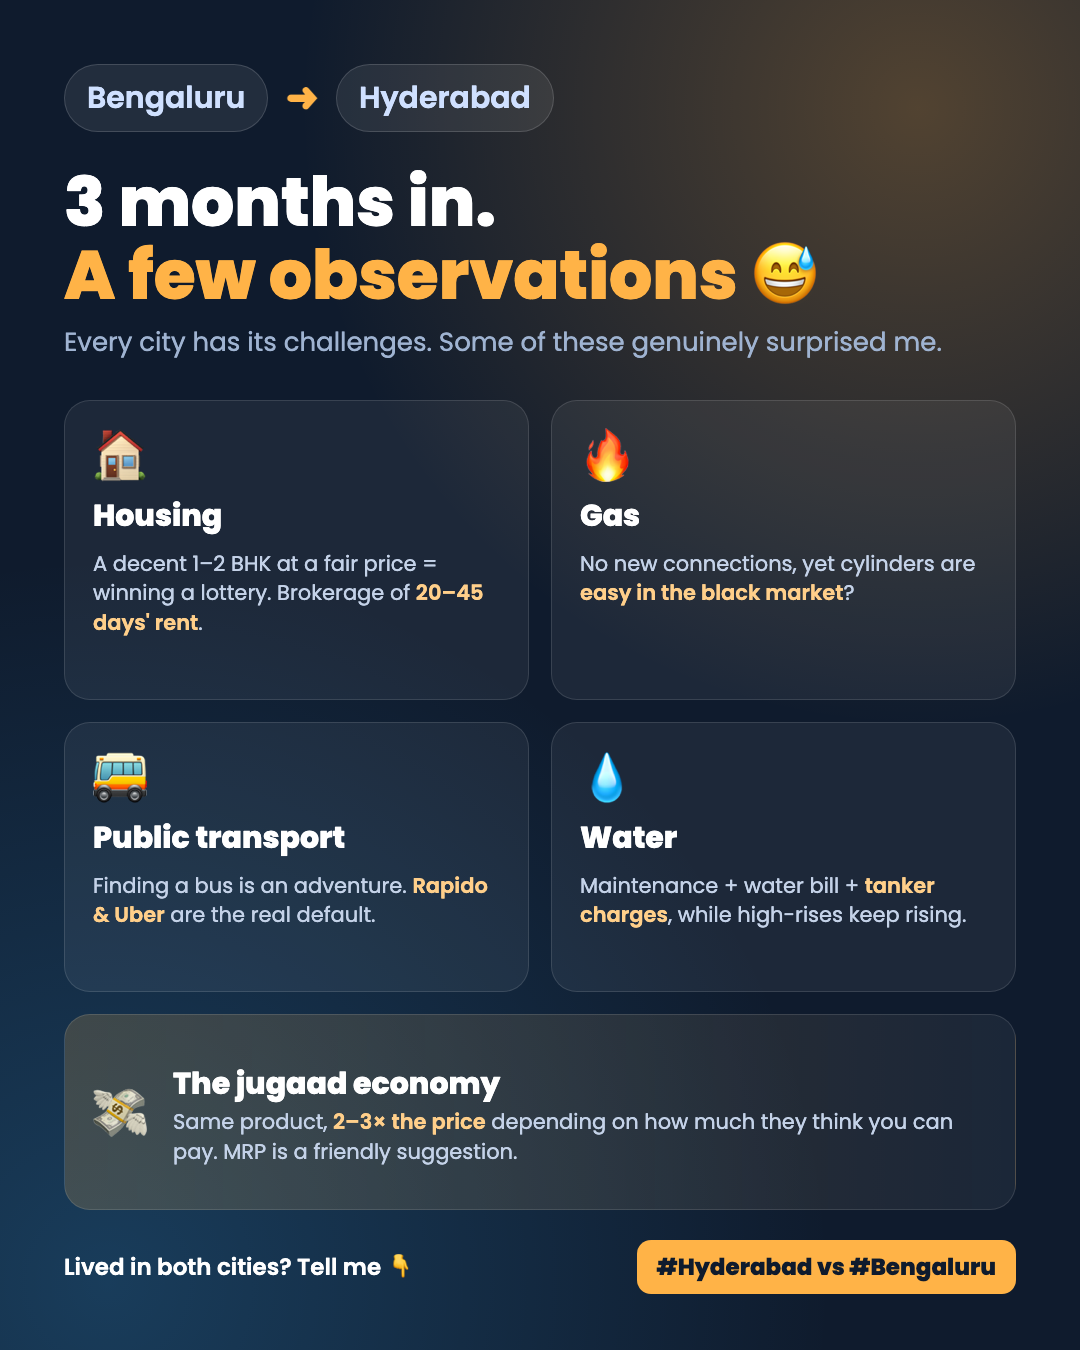 Bengaluru ➜ Hyderabad
3 months in.
A few observations 😅
Every city has its challenges. Some of these genuinely surprised me.
Housing
A decent 1–2 BHK at a fair price =
winning a lottery. Brokerage of 20–45
days' rent.
Gas
No new connections, yet cylinders are
easy in the black market?
Public transport
Finding a bus is an adventure. Rapido
& Uber are the real default.
Water
Maintenance + water bill + tanker
charges, while high-rises keep rising.
The jugaad economy
Same product, 2–3× the price depending on how much they think you can
pay. MRP is a friendly suggestion.
Lived in both cities? Tell me 👇
#Hyderabad vs #Bengaluru